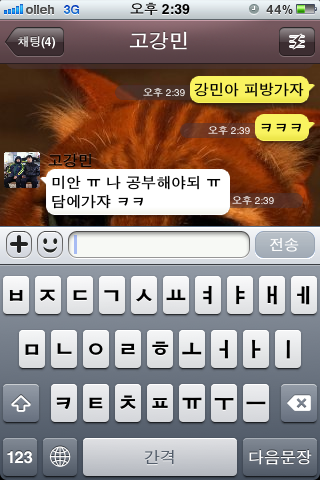 olleh 3G 오후 2:39 44%
채팅(4) 고강민
오후 2:39 강민아 피방가자
오후 2:39 ㅋㅋㅋ
고강민
미안 ㅠ 나 공부해야되 ㅠ
담에가쟈 ㅋㅋ 오후 2:39
전송
ㅂ ㅈ ㄷ ㄱ ㅅ ㅛ ㅕ ㅑ ㅐ ㅔ
ㅁ ㄴ ㅇ ㄹ ㅎ ㅗ ㅓ ㅏ ㅣ
ㅋ ㅌ ㅊ ㅍ ㅠ ㅜ ㅡ
123 간격 다음문장